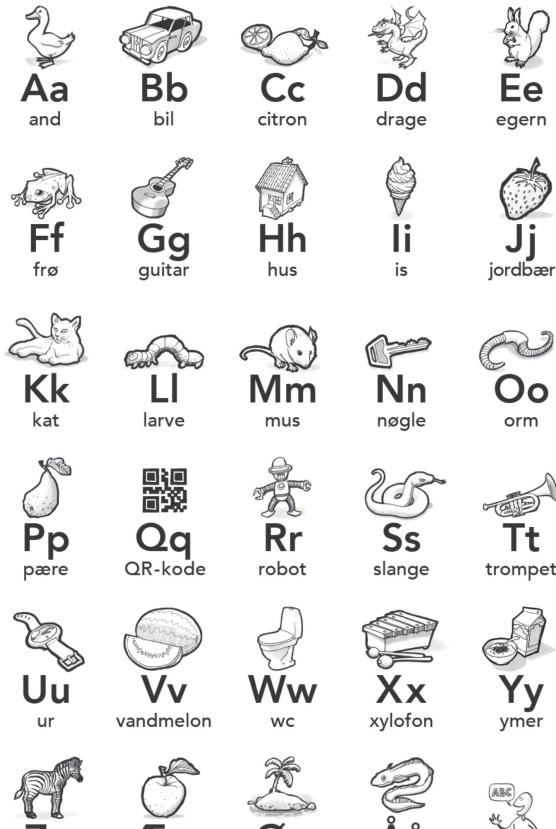 Aa Bb Cc Dd Ee
and bil citron drage egern
Ff Gg Hh Ii Jj
frø guitar hus is jordbær
Kk Ll Mm Nn Oo
kat larve mus nøgle orm
Pp Qq Rr Ss Tt
pære QR-kode robot slange trompet
Uu Vv Ww Xx Yy
ur vandmelon wc xylofon ymer
ABC